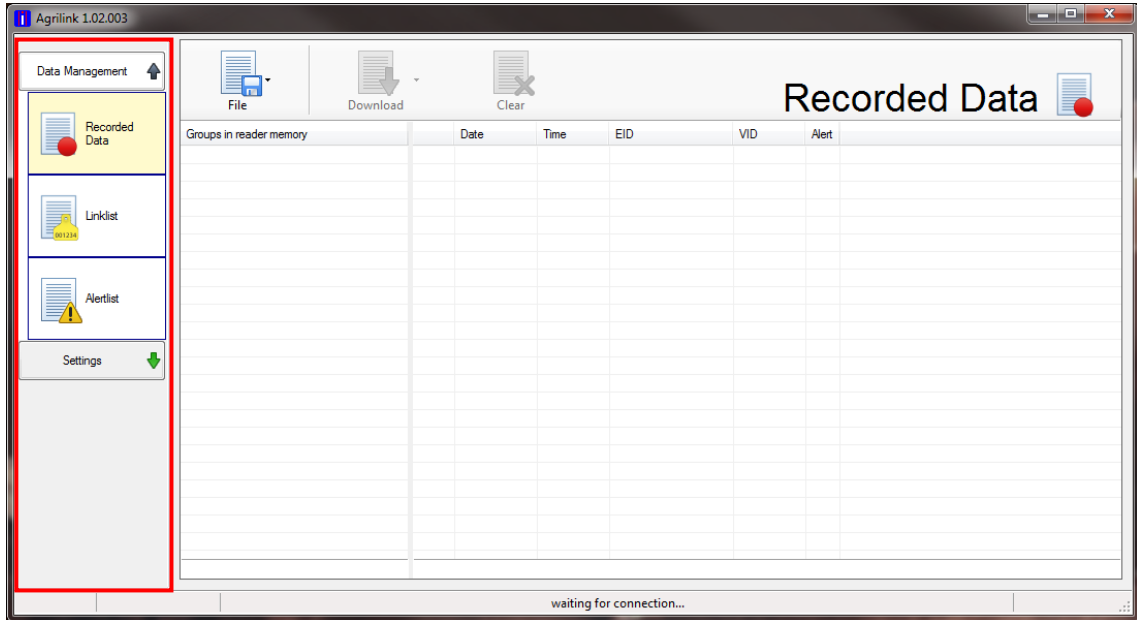 Agrilink 1.02.003
Data Management
Recorded
Data
Linklist
001234
Alertlist
Settings
File
Download
Clear
Recorded Data
Groups in reader memory
Date
Time
EID
VID
Alert
waiting for connection...